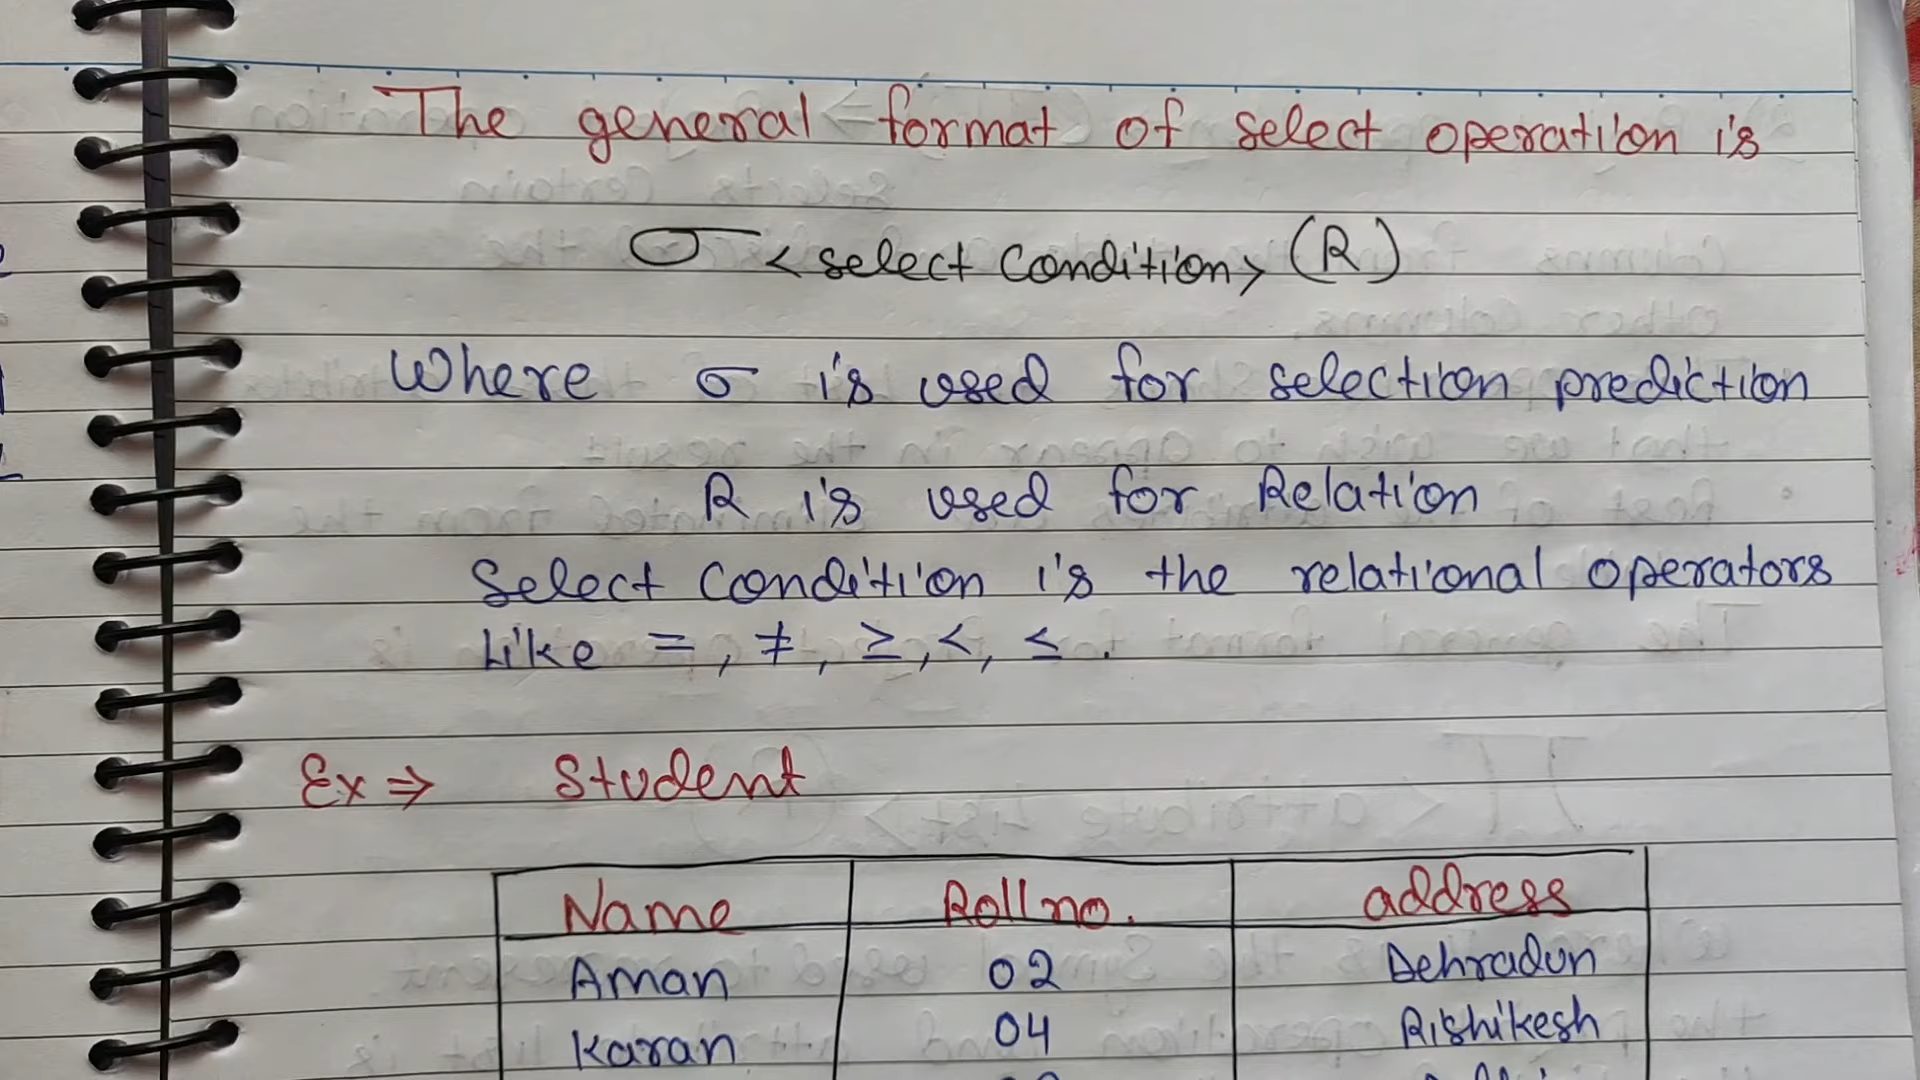 The general format of select operation is
σ <select Condition> (R)
Where σ is used for selection prediction
R is used for Relation
Select Condition is the relational operators
Like =, ≠, ≥, <, ≤ .
Ex ⇒ Student
Name Roll no. address
Aman 02 Dehradun
Karan 04 Rishikesh